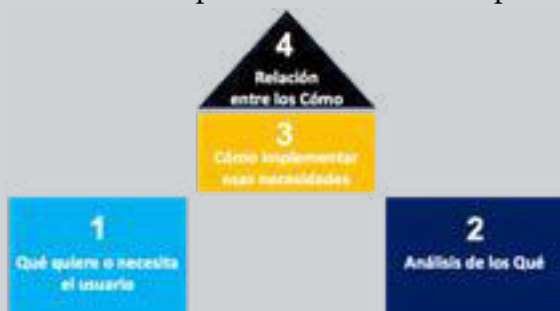 4
Relación
entre los Cómo
3
Cómo implementar
esas necesidades
1
Qué quiere o necesita
el usuario
2
Análisis de los Qué